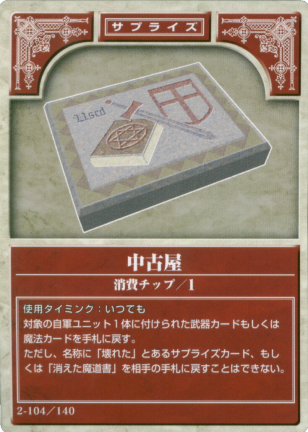 サプライズ
Used
中古屋
消費チップ／1
使用タイミング：いつても
対象の自軍ユニット1体に付けられた武器カードもしくは
魔法カードを手札に戻す。
ただし、名称に「壊れた」とあるサプライズカード、もし
くは「消えた魔道書」を相手の手札に戻すことはできない。
2-104／140